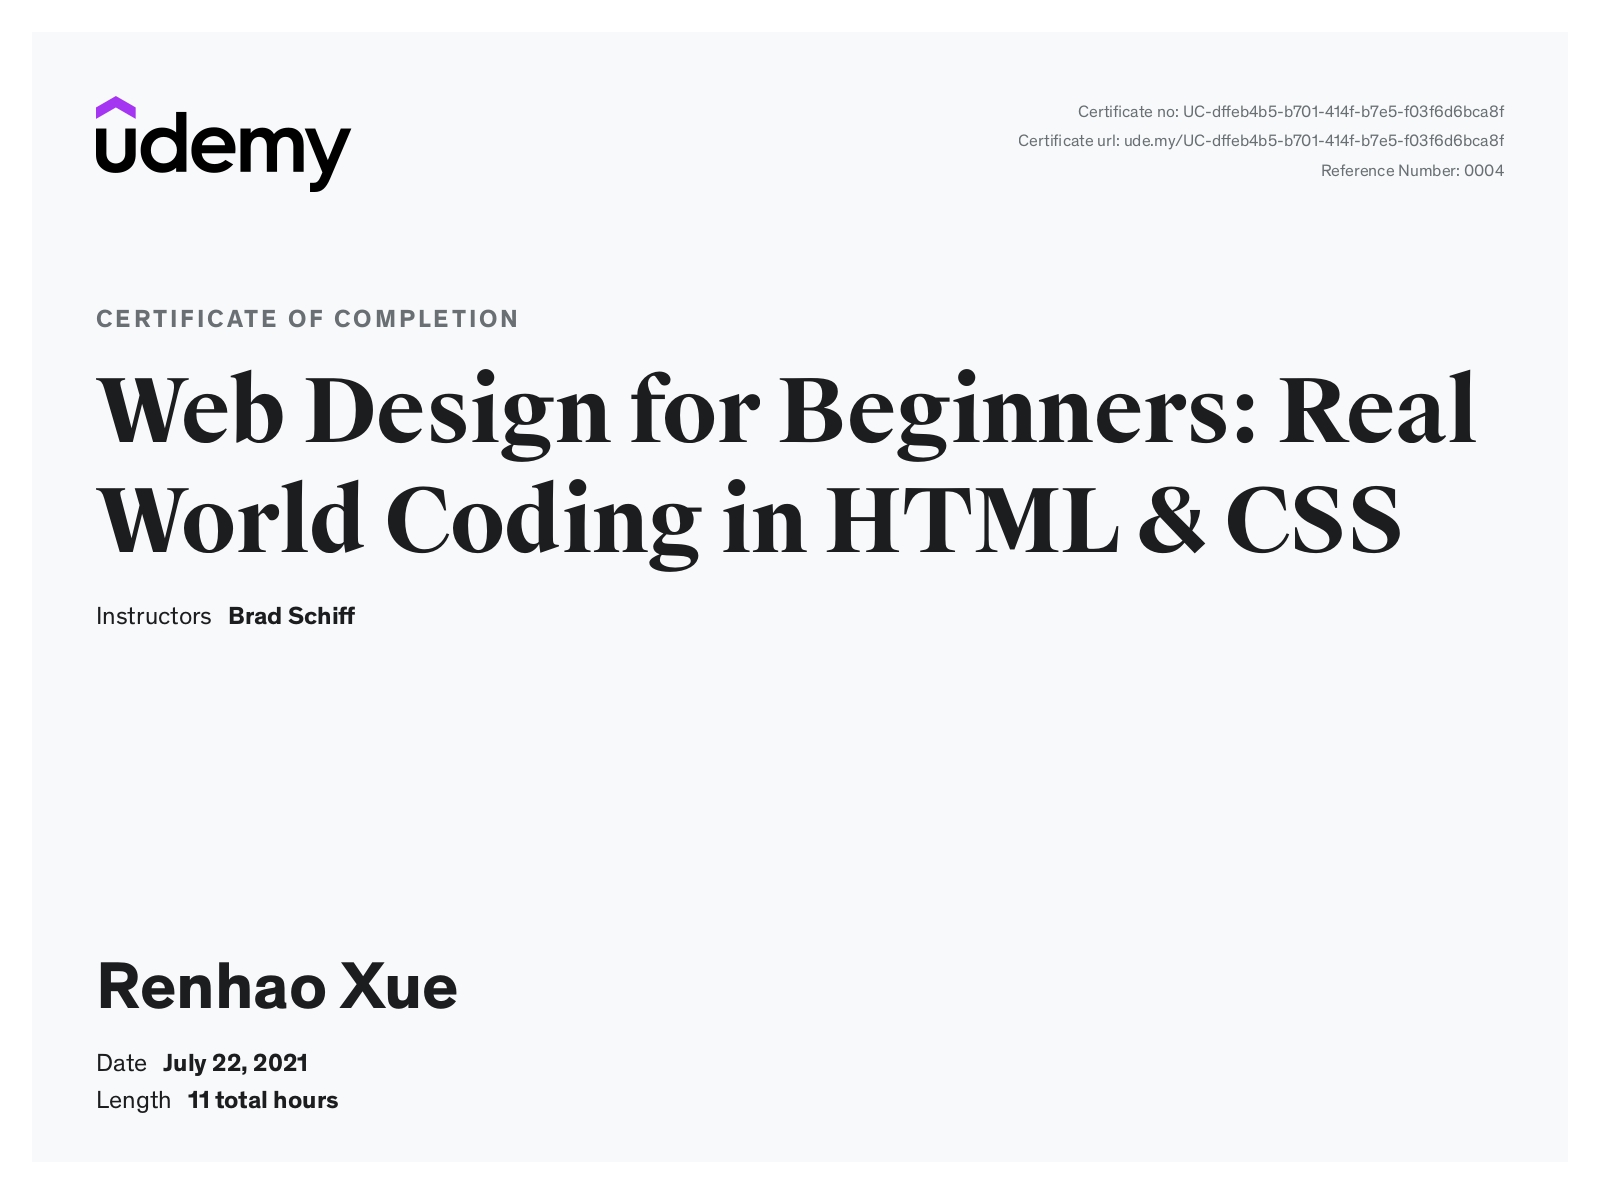 udemy
Certificate no: UC-dffeb4b5-b701-414f-b7e5-f03f6d6bca8f
Certificate url: ude.my/UC-dffeb4b5-b701-414f-b7e5-f03f6d6bca8f
Reference Number: 0004
CERTIFICATE OF COMPLETION
Web Design for Beginners: Real
World Coding in HTML & CSS
Instructors Brad Schiff
Renhao Xue
Date July 22, 2021
Length 11 total hours